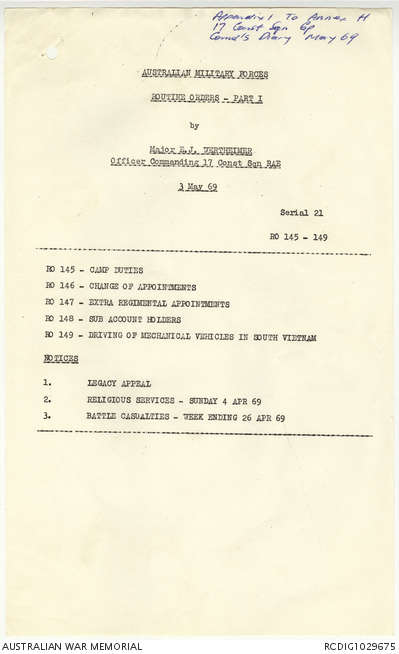 Appendix 1 To Annex H
17 Const Sqn Gp
Comd's Diary May 69
AUSTRALIAN MILITARY FORCES
ROUTINE ORDERS - PART I
by
Major E.J. WERTHEIMER
Officer Commanding 17 Const Sqn RAE
3 May 69
Serial 21
RO 145 - 149
RO 145 - CAMP DUTIES
RO 146 - CHANGE OF APPOINTMENTS
RO 147 - EXTRA REGIMENTAL APPOINTMENTS
RO 148 - SUB ACCOUNT HOLDERS
RO 149 - DRIVING OF MECHANICAL VEHICLES IN SOUTH VIETNAM
NOTICES
1. LEGACY APPEAL
2. RELIGIOUS SERVICES - SUNDAY 4 APR 69
3. BATTLE CASUALTIES - WEEK ENDING 26 APR 69
AUSTRALIAN WAR MEMORIAL RCDIG1029675